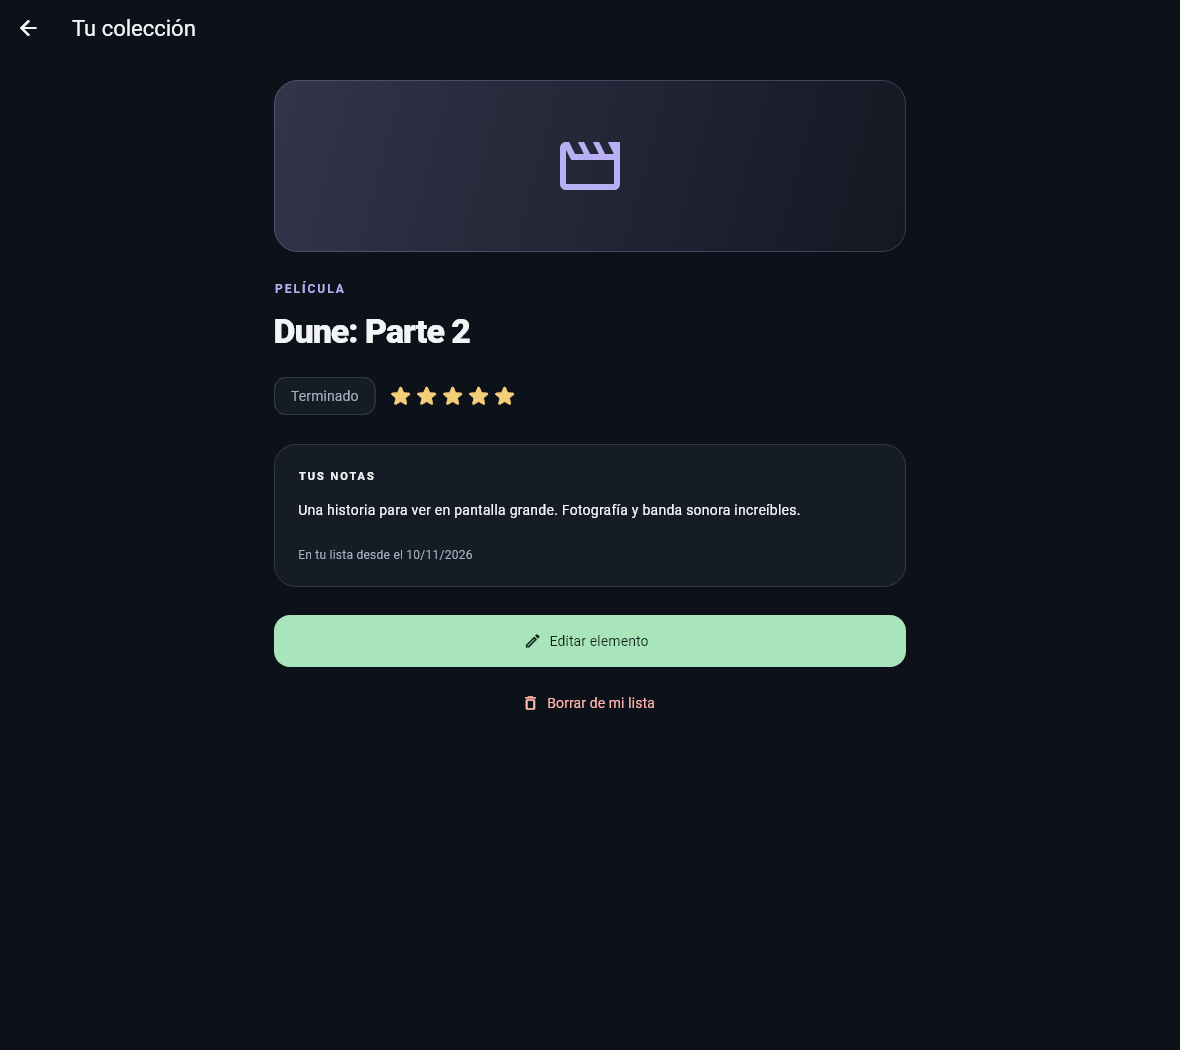 Tu colección
PELÍCULA
Dune: Parte 2
Terminado
TUS NOTAS
Una historia para ver en pantalla grande. Fotografía y banda sonora increíbles.
En tu lista desde el 10/11/2026
Editar elemento
Borrar de mi lista